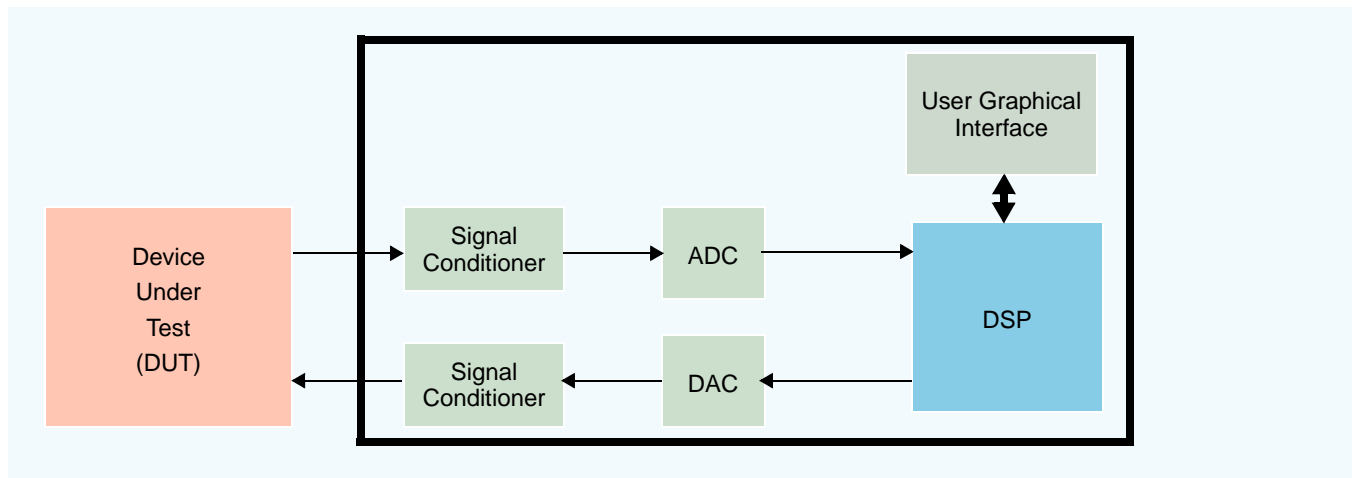 User Graphical
Interface
Device
Under
Test
(DUT)
Signal
Conditioner
ADC
DSP
Signal
Conditioner
DAC